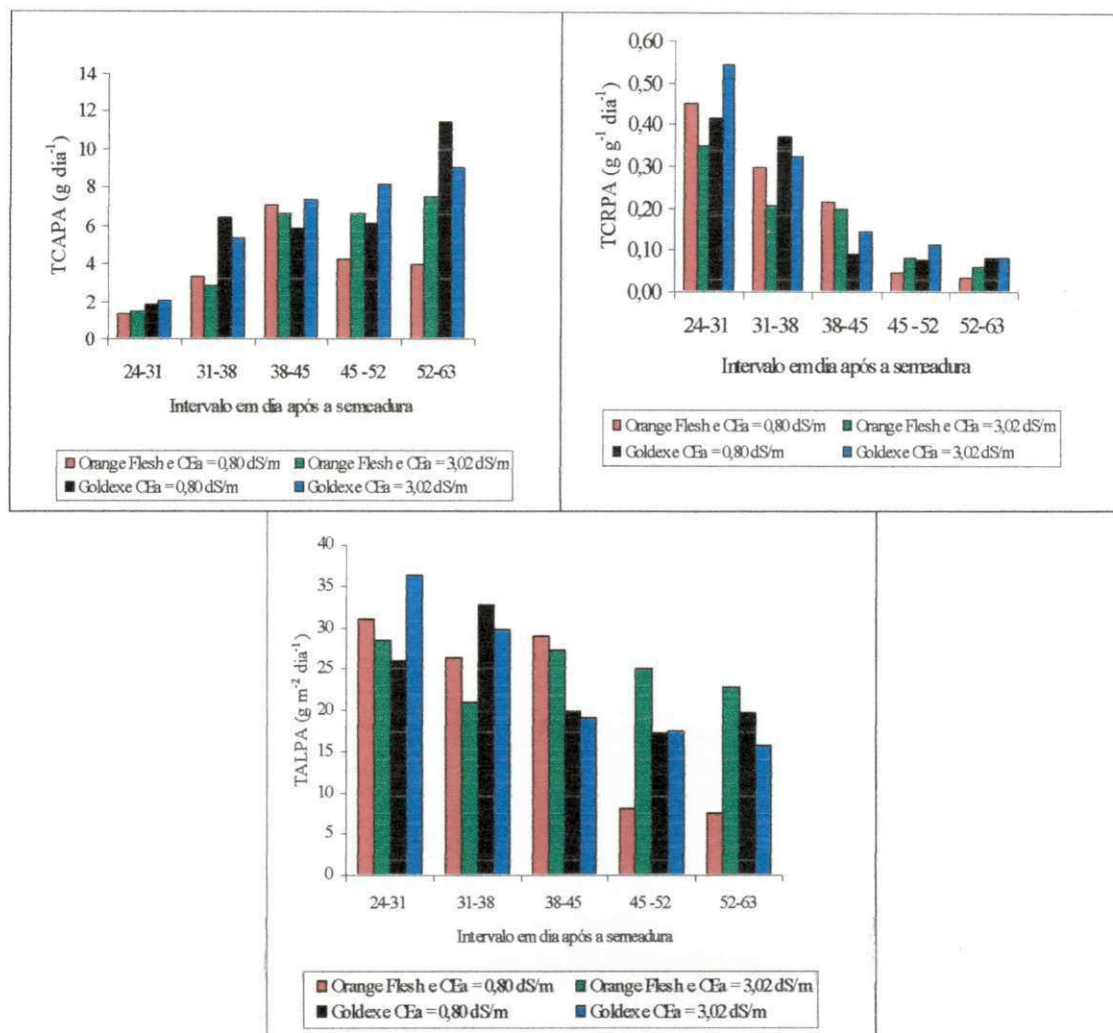 TCAPA (g dia⁻¹)
14
12
10
8
6
4
2
0
24-31 31-38 38-45 45 -52 52-63
Intervalo em dia após a semeadura
Orange Flesh e CEa = 0,80 dS/m Orange Flesh e CEa = 3,02 dS/m
Goldex e CEa = 0,80 dS/m Goldex e CEa = 3,02 dS/m
TCRPA (g g⁻¹ dia⁻¹)
0,60
0,50
0,40
0,30
0,20
0,10
0,00
24-31 31-38 38-45 45 -52 52-63
Intervalo em dia após a semeadura
Orange Flesh e CEa = 0,80 dS/m Orange Flesh e CEa = 3,02 dS/m
Goldex e CEa = 0,80 dS/m Goldex e CEa = 3,02 dS/m
TALPA (g m⁻² dia⁻¹)
40
35
30
25
20
15
10
5
0
24-31 31-38 38-45 45 -52 52-63
Intervalo em dia após a semeadura
Orange Flesh e CEa = 0,80 dS/m Orange Flesh e CEa = 3,02 dS/m
Goldex e CEa = 0,80 dS/m Goldex e CEa = 3,02 dS/m